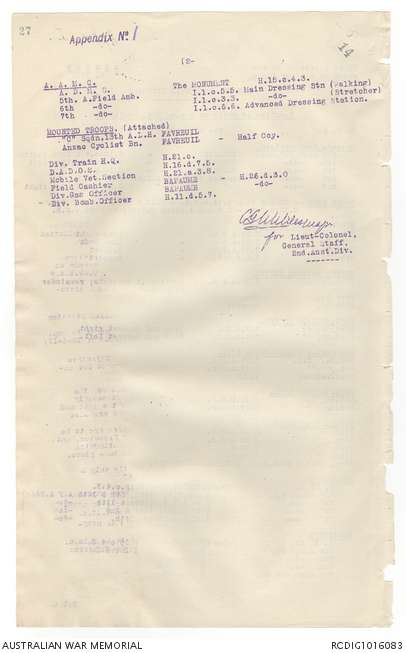 27
Appendix No 1
14
(2-
A. A. M. C.
A. D. M. S. The MONUMENT H.15.c.4.3.
5th. A.Field Amb. I.1.c.5.5. Main Dressing Stn (Walking)
6th -do- I.1.c.3.3. -do- (Stretcher)
7th -do- I.1.c.6.6. Advanced Dressing Station.
MOUNTED TROOPS. (Attached)
"C" Sqdn.13th A.L.H. FAVREUIL
Anzac Cyclist Bn. FAVREUIL - Half Coy.
Div. Train H.Q. H.21.c.
D.A.D.O.S. H.16.d.7.5.
Mobile Vet.Section H.21.a.3.8.
Field Cashier BAPAUME - H.26.d.3.0
Div.Gas Officer BAPAUME -do-
Div. Bomb.Officer H.11.d.5.7.
for Lieut-Colonel.
General Staff.
2nd.Aust.Div.
AUSTRALIAN WAR MEMORIAL
RCDIG1016083